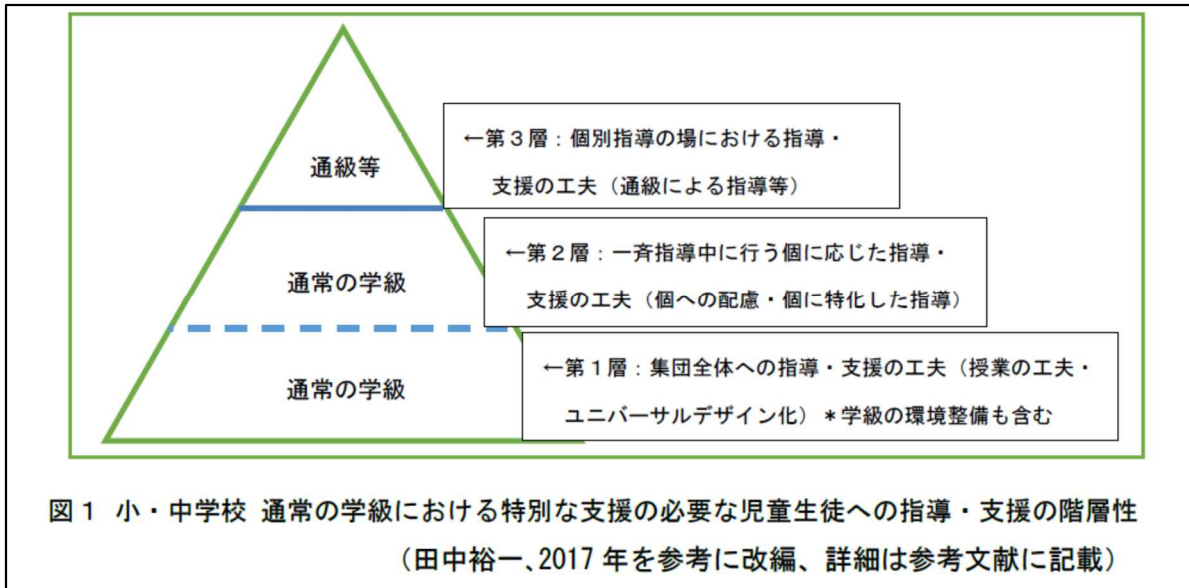 通級等
←第３層：個別指導の場における指導・
支援の工夫（通級による指導等）
通常の学級
←第２層：一斉指導中に行う個に応じた指導・
支援の工夫（個への配慮・個に特化した指導）
通常の学級
←第１層：集団全体への指導・支援の工夫（授業の工夫・
ユニバーサルデザイン化）＊学級の環境整備も含む
図１ 小・中学校 通常の学級における特別な支援の必要な児童生徒への指導・支援の階層性
（田中裕一、2017 年を参考に改編、詳細は参考文献に記載）